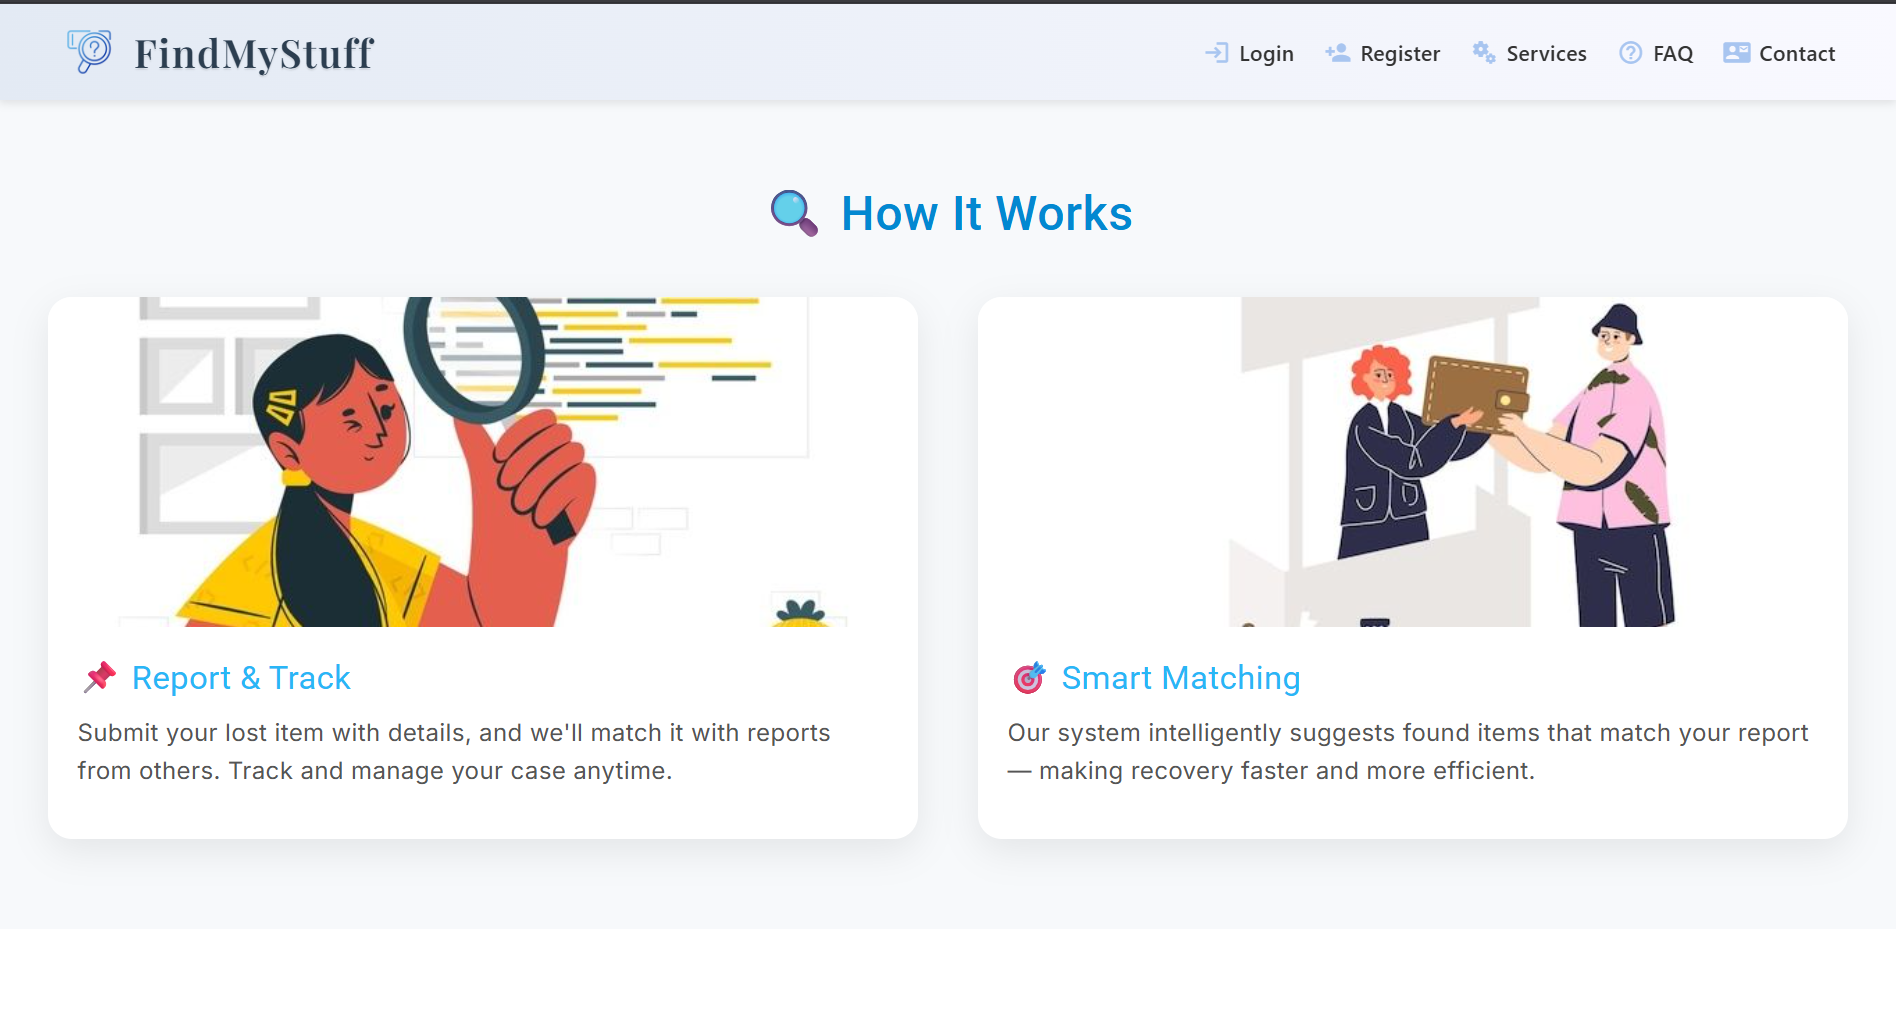 FindMyStuff
Login
Register
Services
FAQ
Contact
How It Works
Report & Track
Submit your lost item with details, and we'll match it with reports
from others. Track and manage your case anytime.
Smart Matching
Our system intelligently suggests found items that match your report
— making recovery faster and more efficient.